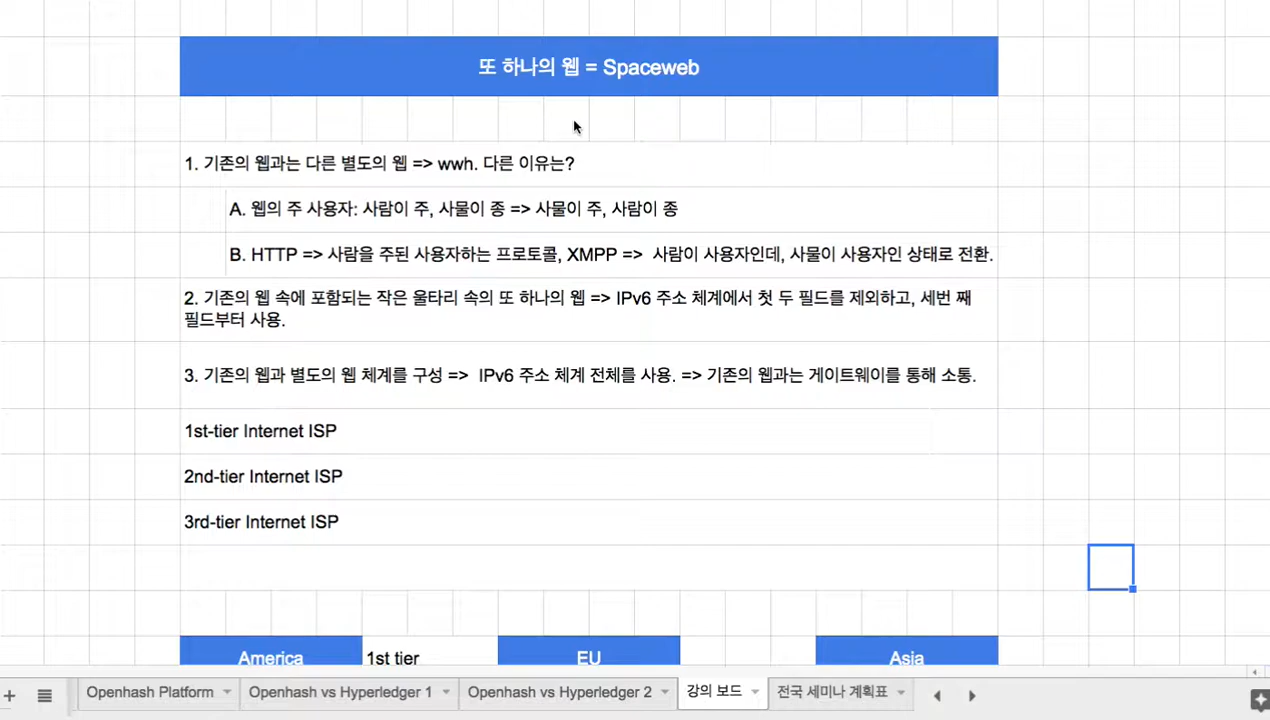 또 하나의 웹 = Spaceweb
1. 기존의 웹과는 다른 별도의 웹 => wwh. 다른 이유는?
A. 웹의 주 사용자: 사람이 주, 사물이 종 => 사물이 주, 사람이 종
B. HTTP => 사람을 주된 사용자하는 프로토콜, XMPP => 사람이 사용자인데, 사물이 사용자인 상태로 전환.
2. 기존의 웹 속에 포함되는 작은 울타리 속의 또 하나의 웹 => IPv6 주소 체계에서 첫 두 필드를 제외하고, 세번 째
필드부터 사용.
3. 기존의 웹과 별도의 웹 체계를 구성 => IPv6 주소 체계 전체를 사용. => 기존의 웹과는 게이트웨이를 통해 소통.
1st-tier Internet ISP
2nd-tier Internet ISP
3rd-tier Internet ISP
America 1st tier EU Asia
Openhash Platform Openhash vs Hyperledger 1 Openhash vs Hyperledger 2 강의 보드 전국 세미나 계획표